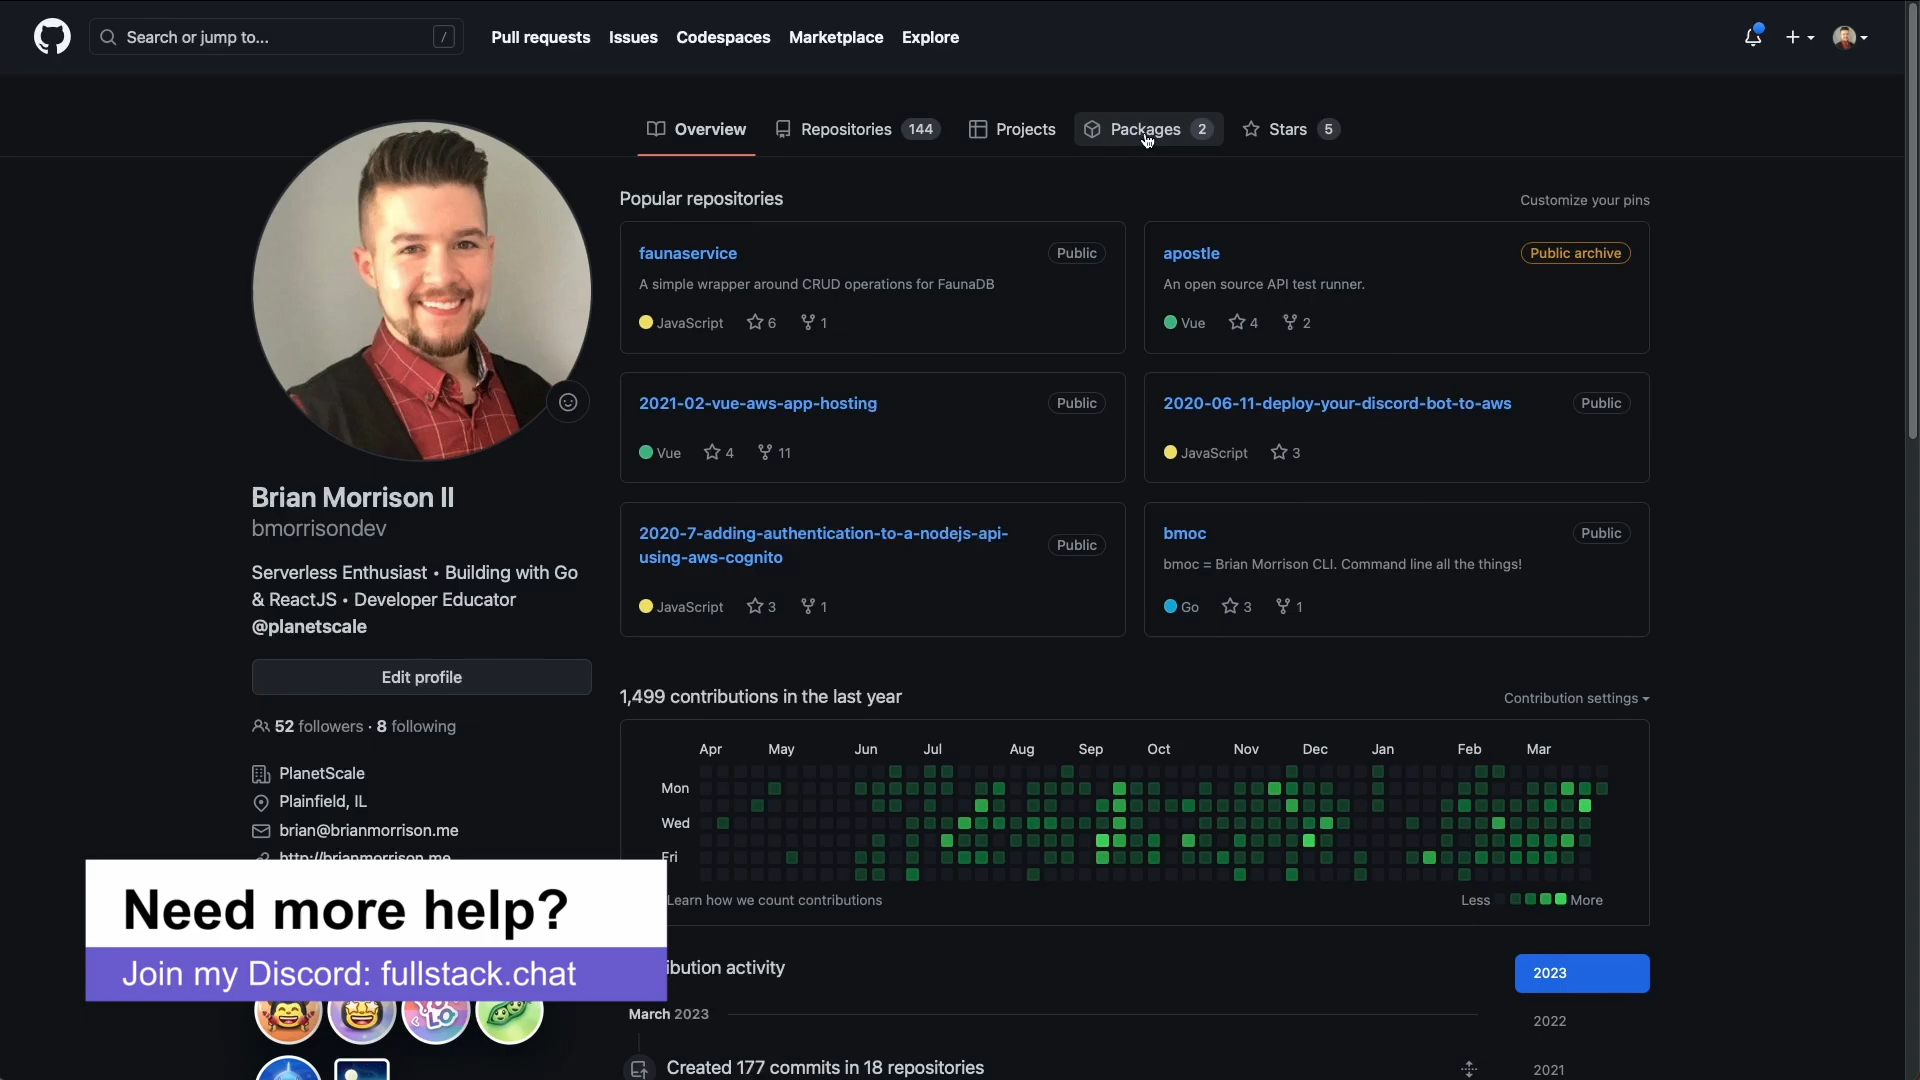 Search or jump to...
/
Pull requests
Issues
Codespaces
Marketplace
Explore
Overview
Repositories 144
Projects
Packages 2
Stars 5
Brian Morrison II
bmorrisondev
Serverless Enthusiast • Building with Go
& ReactJS • Developer Educator
@planetscale
Edit profile
52 followers · 8 following
PlanetScale
Plainfield, IL
brian@brianmorrison.me
http://brianmorrison.me
Need more help?
Join my Discord: fullstack.chat
YOLO
Popular repositories
Customize your pins
faunaservice
Public
A simple wrapper around CRUD operations for FaunaDB
JavaScript 6 1
apostle
Public archive
An open source API test runner.
Vue 4 2
2021-02-vue-aws-app-hosting
Public
Vue 4 11
2020-06-11-deploy-your-discord-bot-to-aws
Public
JavaScript 3
2020-7-adding-authentication-to-a-nodejs-api-
using-aws-cognito
Public
JavaScript 3 1
bmoc
Public
bmoc = Brian Morrison CLI. Command line all the things!
Go 3 1
1,499 contributions in the last year
Contribution settings
Apr May Jun Jul Aug Sep Oct Nov Dec Jan Feb Mar
Mon
Wed
Fri
Learn how we count contributions
Less More
ibution activity
2023
2022
2021
March 2023
Created 177 commits in 18 repositories